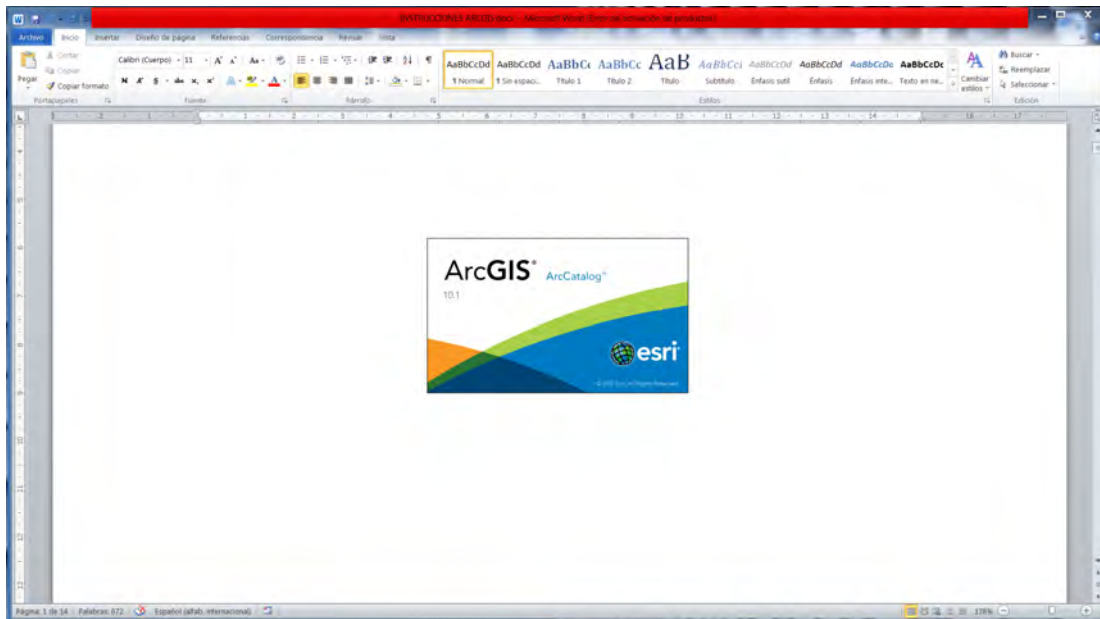 INSTRUCCIONES ARCGIS.docx - Microsoft Word (Error de activación de productos)
Archivo Inicio Insertar Diseño de página Referencias Correspondencia Revisar Vista
Pegar
Cortar
Copiar
Copiar formato
Portapapeles
Calibri (Cuerpo) 11
N K S abc x, x²
Fuente
Párrafo
AaBbCcDd AaBbCcDd AaBbCc AaBbCc AaB AaBbCci AaBbCcDd AaBbCcDd AaBbCcDc AaBbCcDc
¶ Normal ¶ Sin espaci... Título 1 Título 2 Título Subtítulo Énfasis sutil Énfasis Énfasis inte... Texto en ne...
Cambiar
estilos
Estilos
Buscar
Reemplazar
Seleccionar
Edición
ArcGIS® ArcCatalog™
10.1
esri
Página: 1 de 14 Palabras: 872 Español (alfab. internacional) 178%